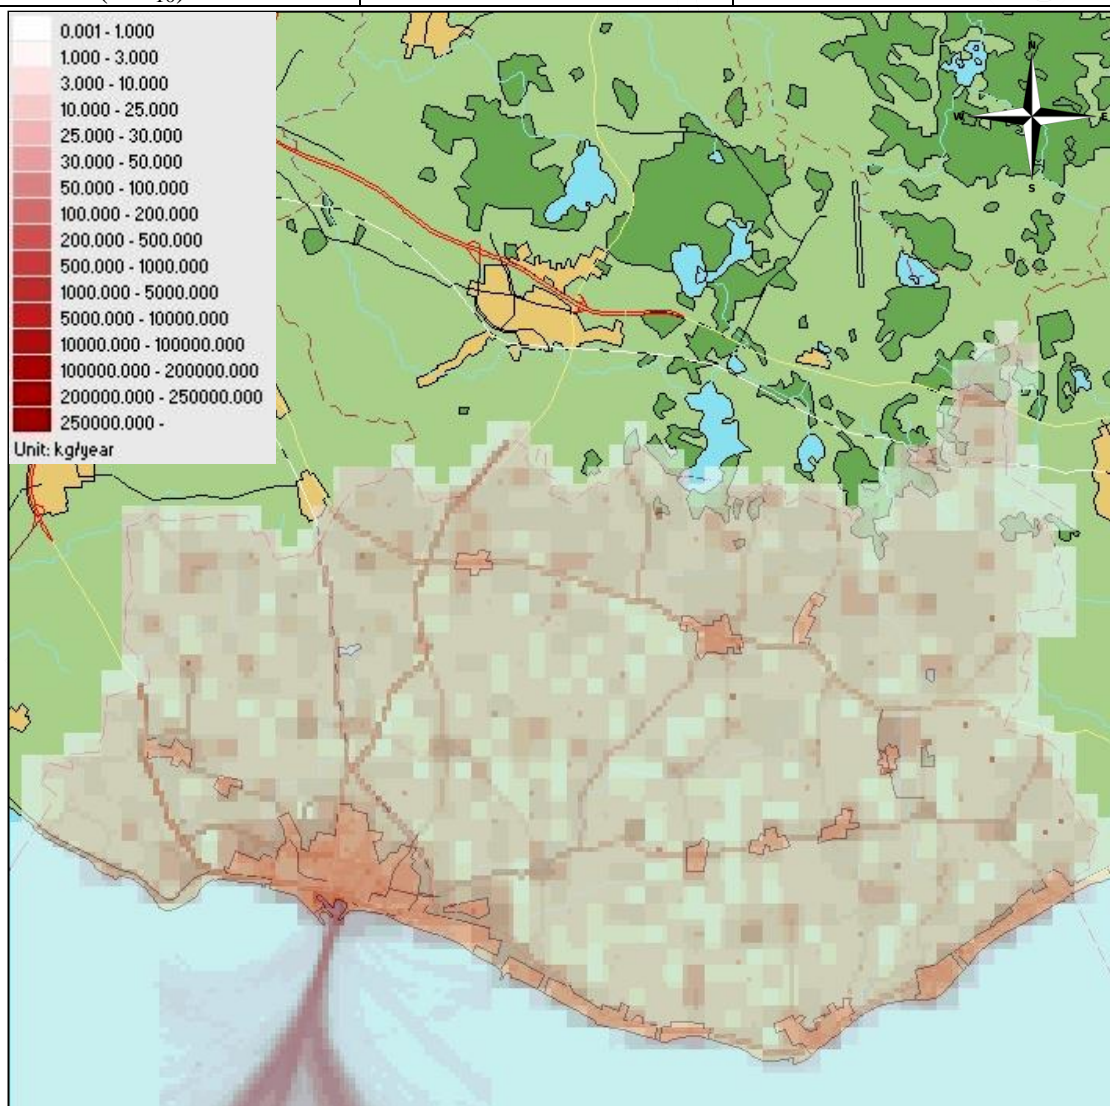 0.001 - 1.000
1.000 - 3.000
3.000 - 10.000
10.000 - 25.000
25.000 - 30.000
30.000 - 50.000
50.000 - 100.000
100.000 - 200.000
200.000 - 500.000
500.000 - 1000.000
1000.000 - 5000.000
5000.000 - 10000.000
10000.000 - 100000.000
100000.000 - 200000.000
200000.000 - 250000.000
250000.000 -
Unit: kg/year
N
W
E
S